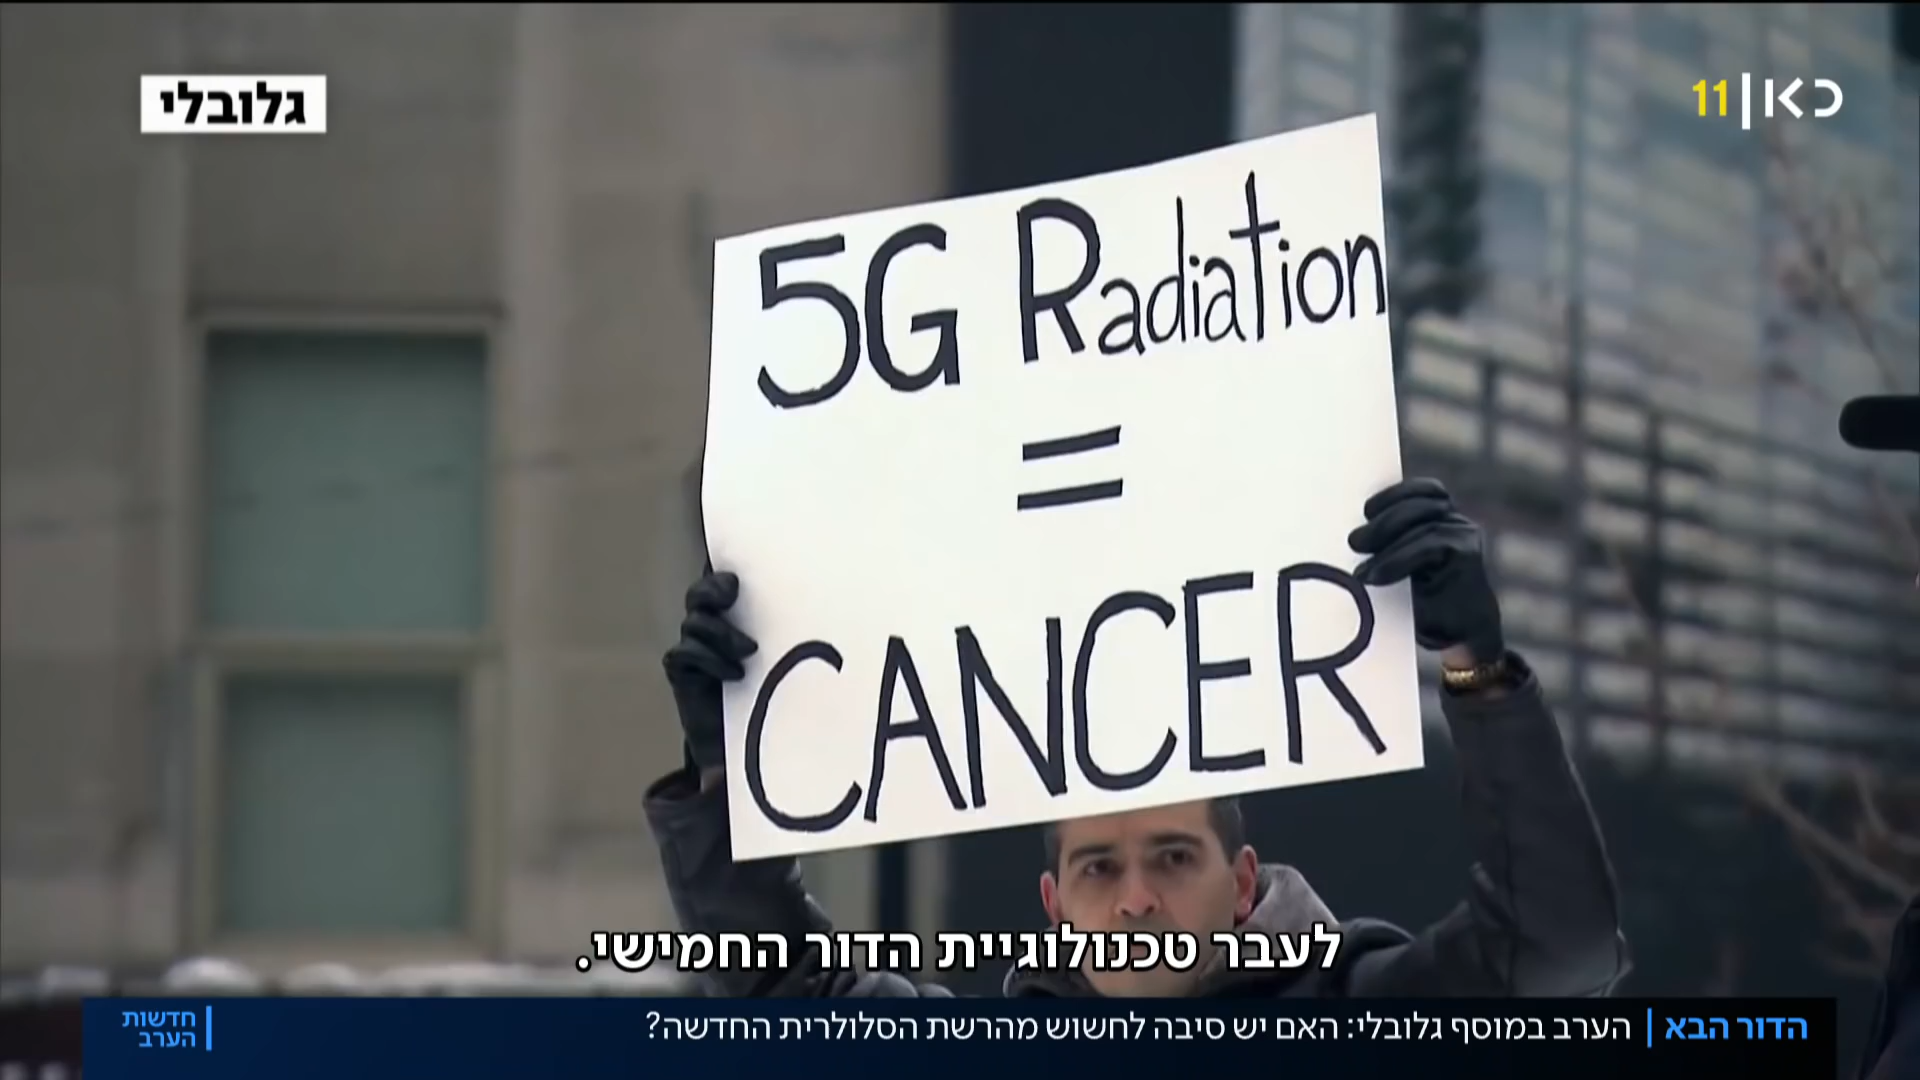 גלובלי
כאן 11
5G Radiation
=
CANCER
לעבר טכנולוגיית הדור החמישי.
הדור הבא | הערב במוסף גלובלי: האם יש סיבה לחשוש מהרשת הסלולרית החדשה?
חדשות
הערב